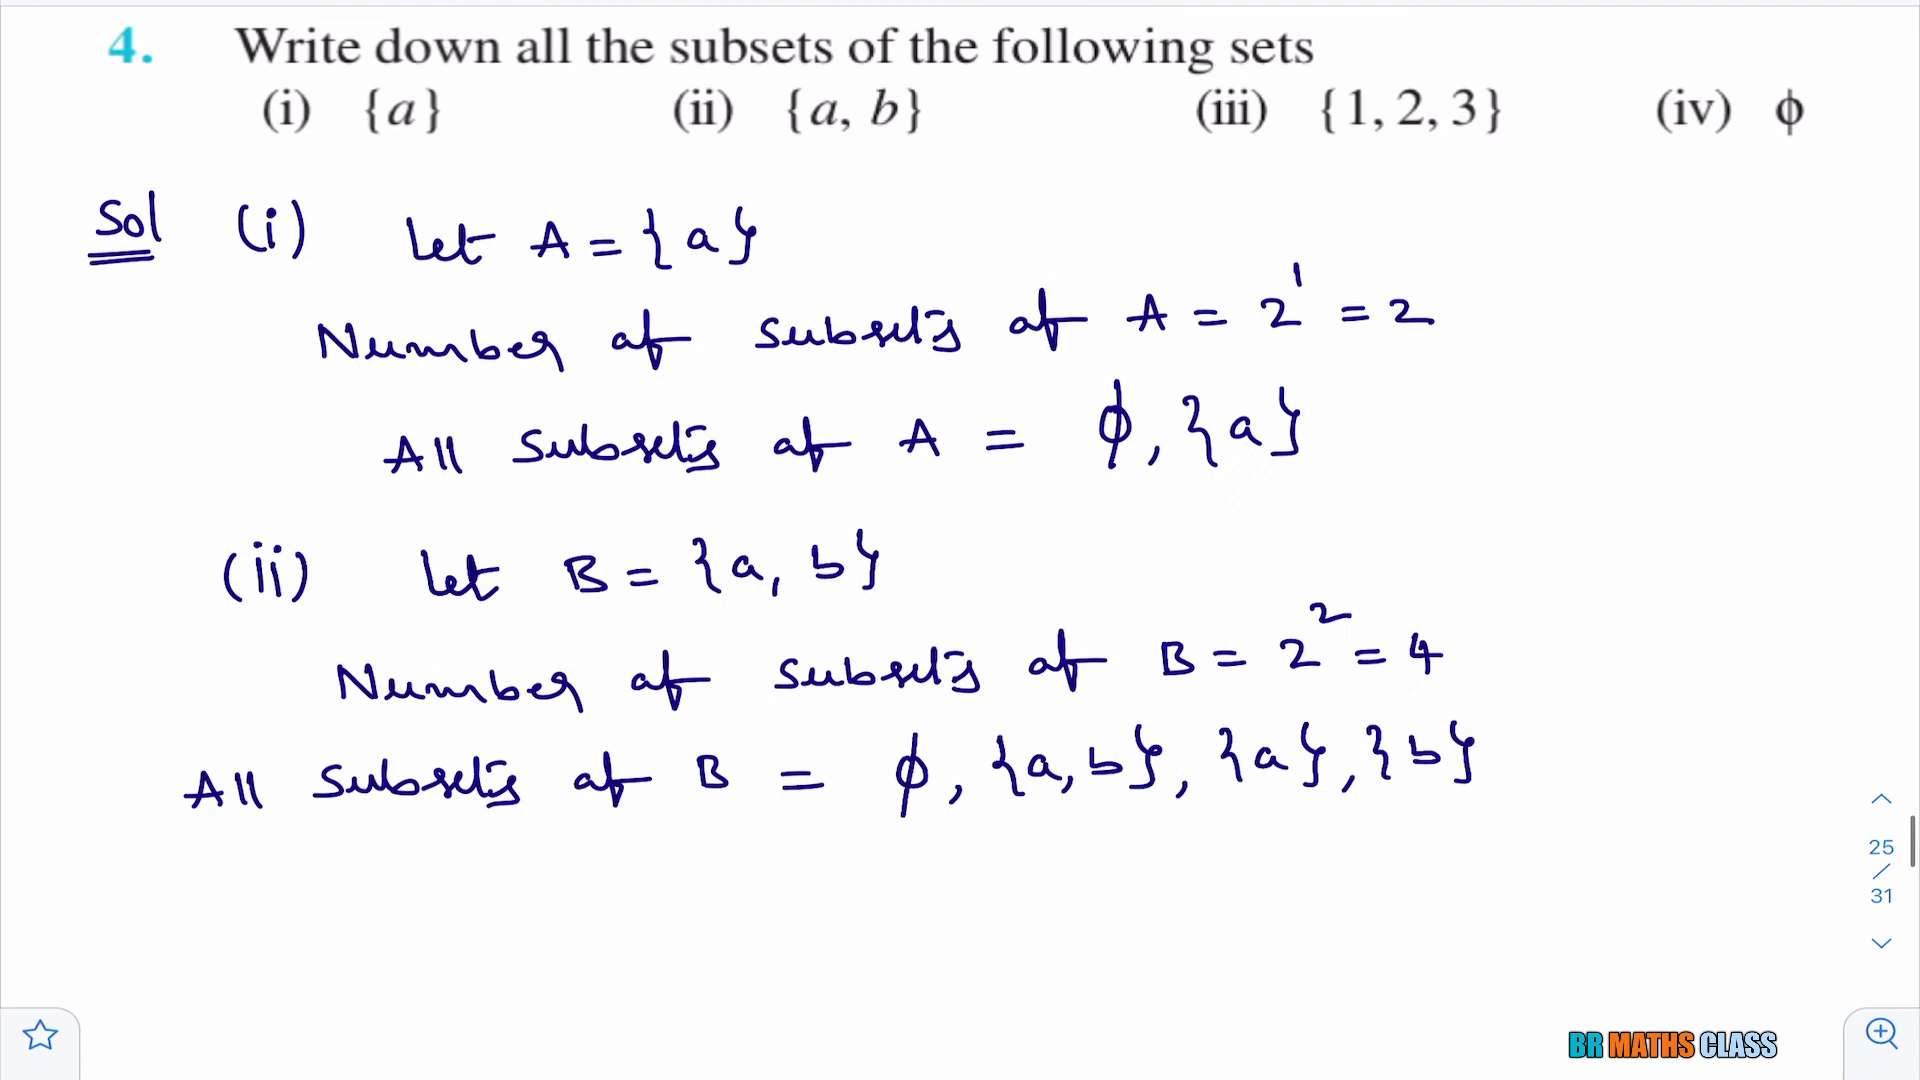 4. Write down all the subsets of the following sets
(i) {a} (ii) {a, b} (iii) {1, 2, 3} (iv) ϕ
Sol (i) Let A = {a}
Number of subsets of A = 2¹ = 2
All subsets of A = ϕ, {a}
(ii) Let B = {a, b}
Number of subsets of B = 2² = 4
All subsets of B = ϕ, {a, b}, {a}, {b}
25
/
31
BR MATHS CLASS